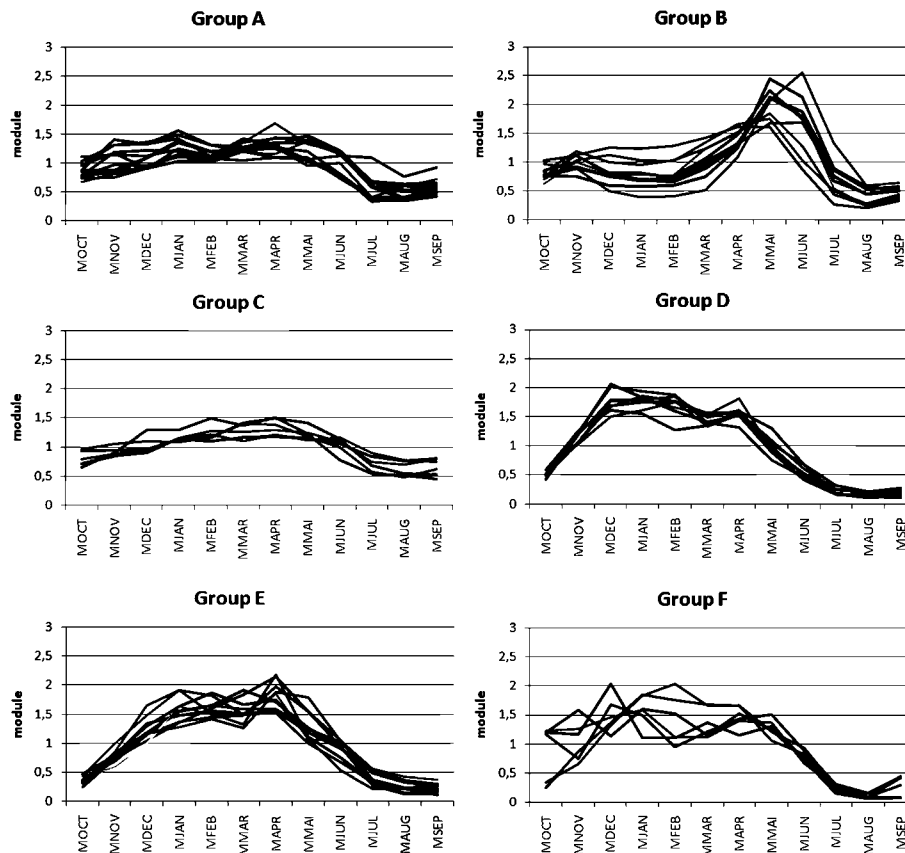 Group A
module
3
2,5
2
1,5
1
0,5
0
MOCT
MNOV
MDEC
MJAN
MFEB
MMAR
MAPR
MMAI
MJUN
MJUL
MAUG
MSEP
Group B
module
3
2,5
2
1,5
1
0,5
0
MOCT
MNOV
MDEC
MJAN
MFEB
MMAR
MAPR
MMAI
MJUN
MJUL
MAUG
MSEP
Group C
module
3
2,5
2
1,5
1
0,5
0
MOCT
MNOV
MDEC
MJAN
MFEB
MMAR
MAPR
MMAI
MJUN
MJUL
MAUG
MSEP
Group D
module
3
2,5
2
1,5
1
0,5
0
MOCT
MNOV
MDEC
MJAN
MFEB
MMAR
MAPR
MMAI
MJUN
MJUL
MAUG
MSEP
Group E
module
3
2,5
2
1,5
1
0,5
0
MOCT
MNOV
MDEC
MJAN
MFEB
MMAR
MAPR
MMAI
MJUN
MJUL
MAUG
MSEP
Group F
module
3
2,5
2
1,5
1
0,5
0
MOCT
MNOV
MDEC
MJAN
MFEB
MMAR
MAPR
MMAI
MJUN
MJUL
MAUG
MSEP